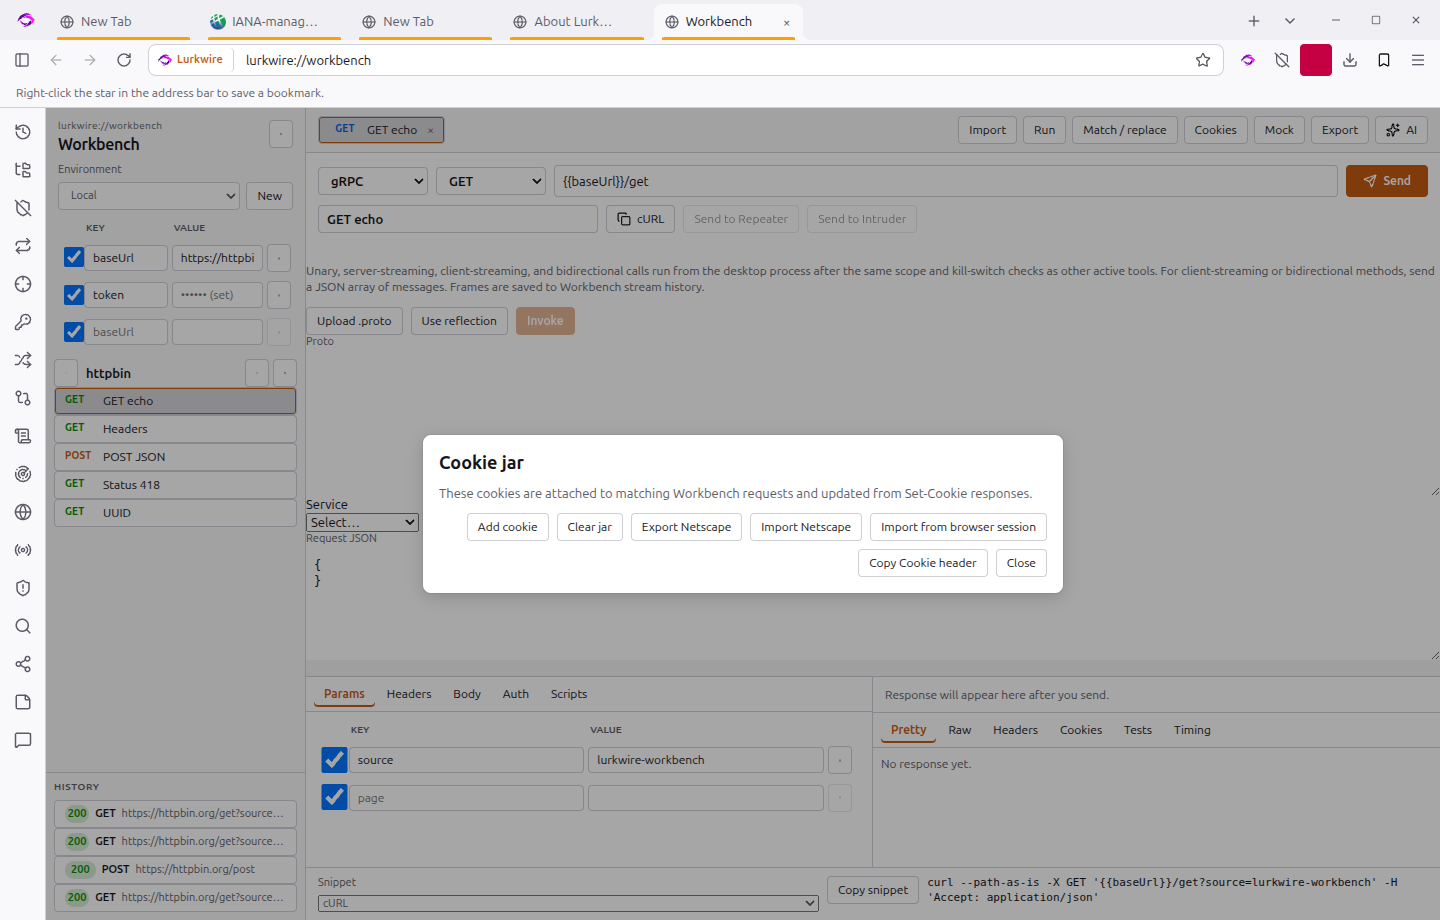 New Tab
IANA-manag...
New Tab
About Lurk...
Workbench
Lurkwire
lurkwire://workbench
Right-click the star in the address bar to save a bookmark.
lurkwire://workbench
Workbench
Environment
Local
New
KEY VALUE
baseUrl https://httpbi
token •••••• (set)
baseUrl
httpbin
GET GET echo
GET Headers
POST POST JSON
GET Status 418
GET UUID
HISTORY
200 GET https://httpbin.org/get?source...
200 GET https://httpbin.org/get?source...
200 POST https://httpbin.org/post
200 GET https://httpbin.org/get?source...
GET GET echo ×
Import
Run
Match / replace
Cookies
Mock
Export
AI
gRPC
GET
{{baseUrl}}/get
Send
GET echo
cURL
Send to Repeater
Send to Intruder
Unary, server-streaming, client-streaming, and bidirectional calls run from the desktop process after the same scope and kill-switch checks as other active tools. For client-streaming or bidirectional methods, send
a JSON array of messages. Frames are saved to Workbench stream history.
Upload .proto
Use reflection
Invoke
Proto
Service
Select...
Request JSON
{
}
Cookie jar
These cookies are attached to matching Workbench requests and updated from Set-Cookie responses.
Add cookie
Clear jar
Export Netscape
Import Netscape
Import from browser session
Copy Cookie header
Close
Params
Headers
Body
Auth
Scripts
KEY VALUE
source lurkwire-workbench
page
Response will appear here after you send.
Pretty
Raw
Headers
Cookies
Tests
Timing
No response yet.
Snippet
cURL
Copy snippet
curl --path-as-is -X GET '{{baseUrl}}/get?source=lurkwire-workbench' -H
'Accept: application/json'